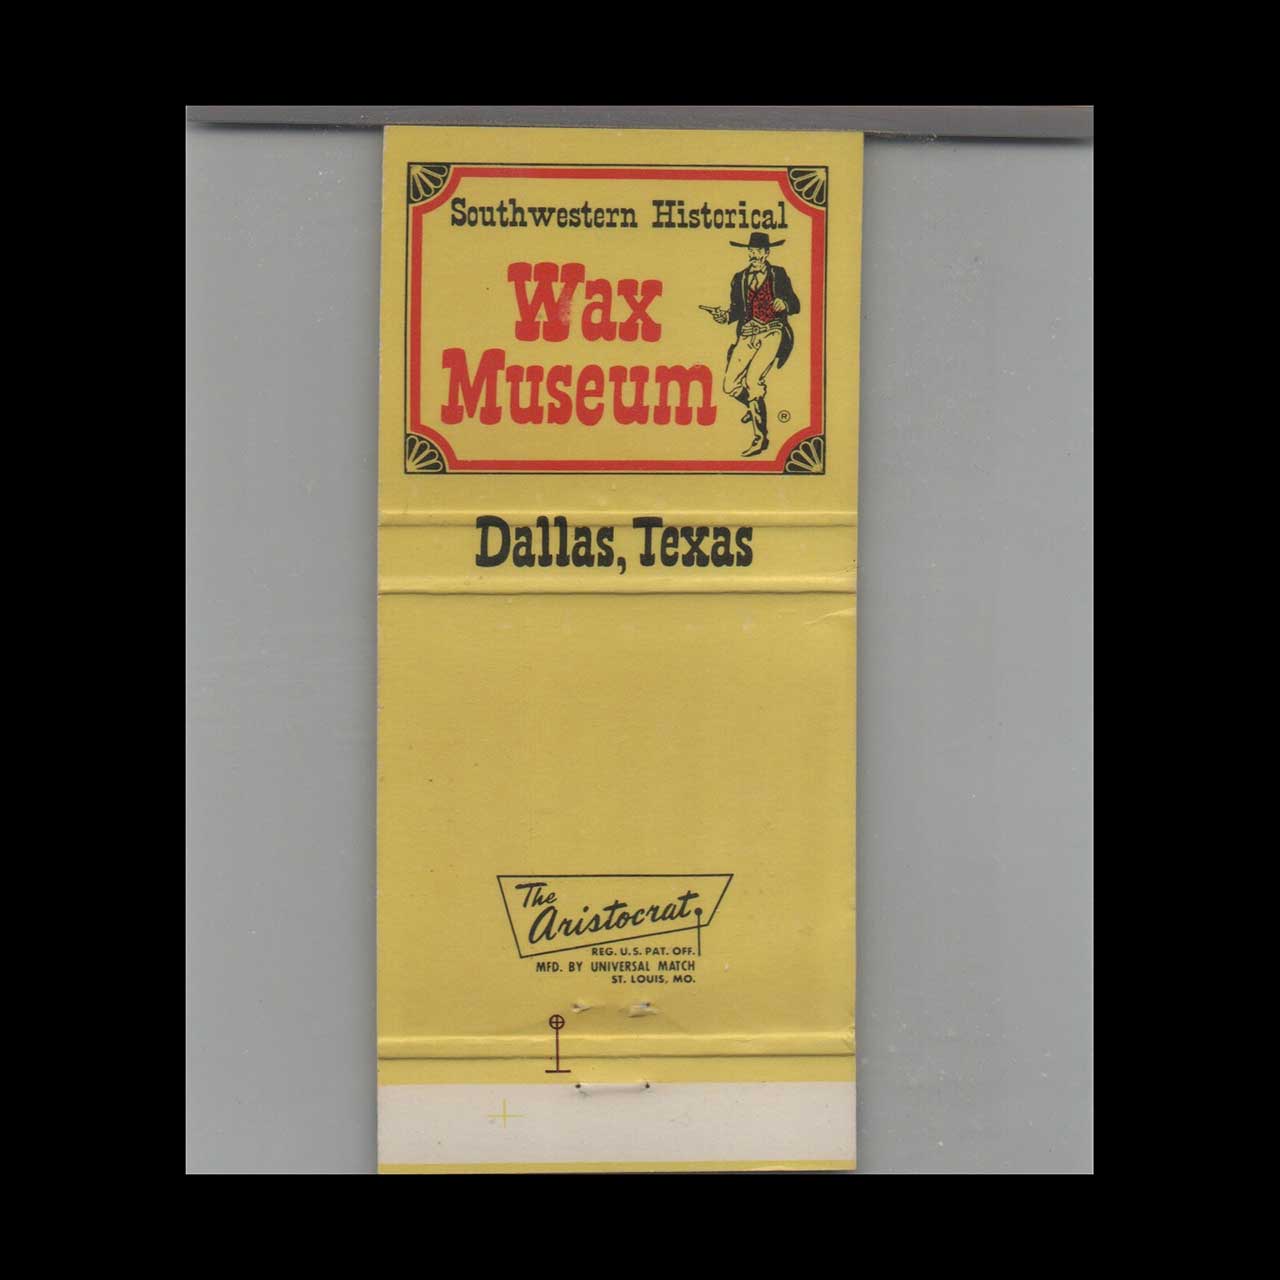 Southwestern Historical
Wax
Museum
®
Dallas, Texas
The
Aristocrat
REG. U.S. PAT. OFF.
MFD. BY UNIVERSAL MATCH
ST. LOUIS, MO.